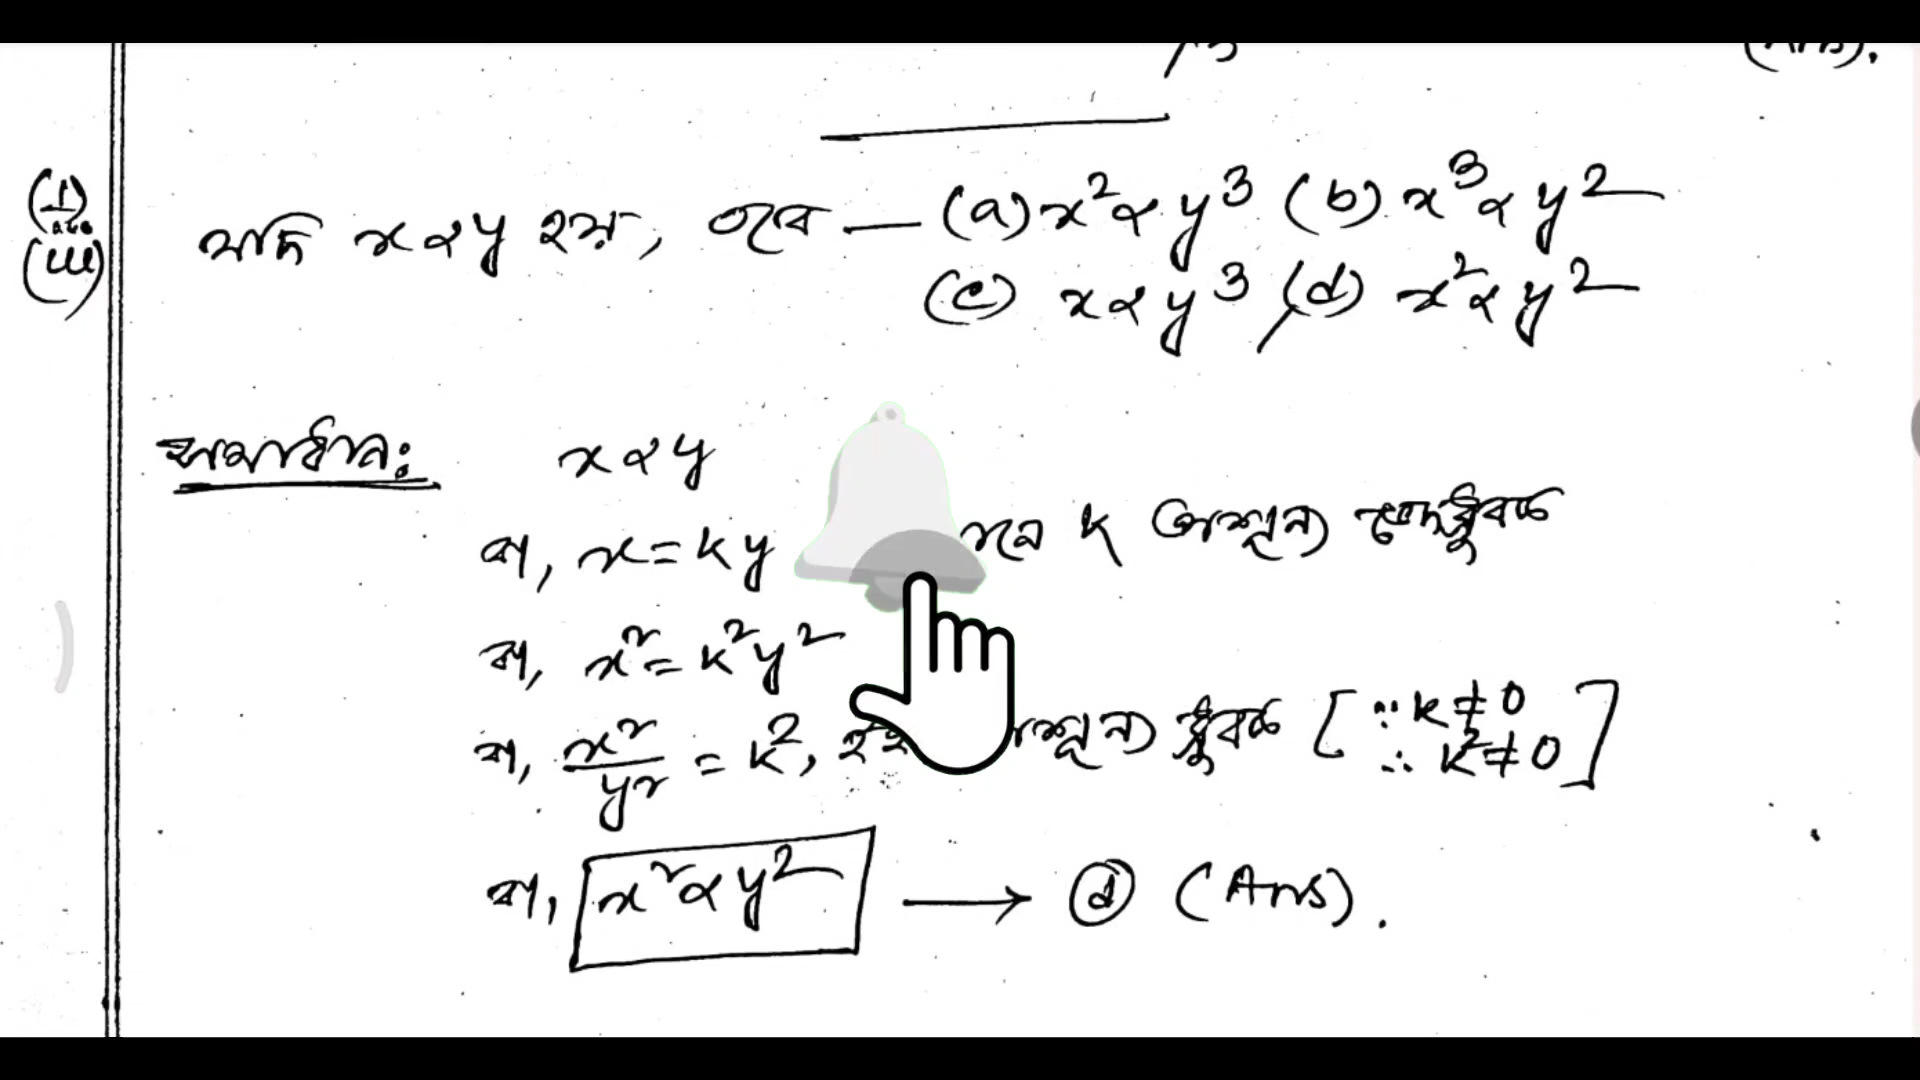 (Ans).
(1)
(iii)
যদি x ∝ y হয়, তবে — (a) x² ∝ y³ (b) x³ ∝ y²
(c) x ∝ y³ (d) x² ∝ y²
সমাধান: x ∝ y
বা, x = ky K অশূন্য ভেদধ্রুবক
বা, x² = k²y²
বা, x²/y² = k², অশূন্য ধ্রুবক [∵ k ≠ 0
∴ k² ≠ 0]
বা, x² ∝ y² → (d) (Ans).